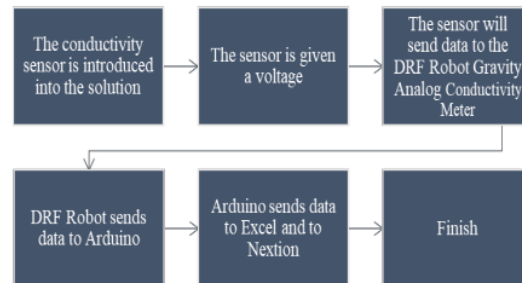 The conductivity
sensor is introduced
into the solution
The sensor is given
a voltage
The sensor will
send data to the
DRF Robot Gravity
Analog Conductivity
Meter
DRF Robot sends
data to Arduino
Arduino sends data
to Excel and to
Nextion
Finish